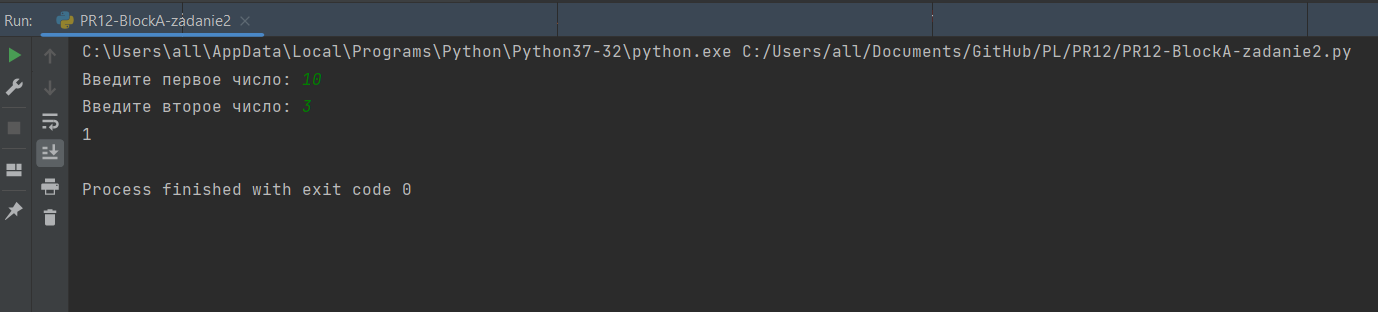 Run: PR12-BlockA-zadanie2
C:\Users\all\AppData\Local\Programs\Python\Python37-32\python.exe C:/Users/all/Documents/GitHub/PL/PR12/PR12-BlockA-zadanie2.py
Введите первое число: 10
Введите второе число: 3
1
Process finished with exit code 0